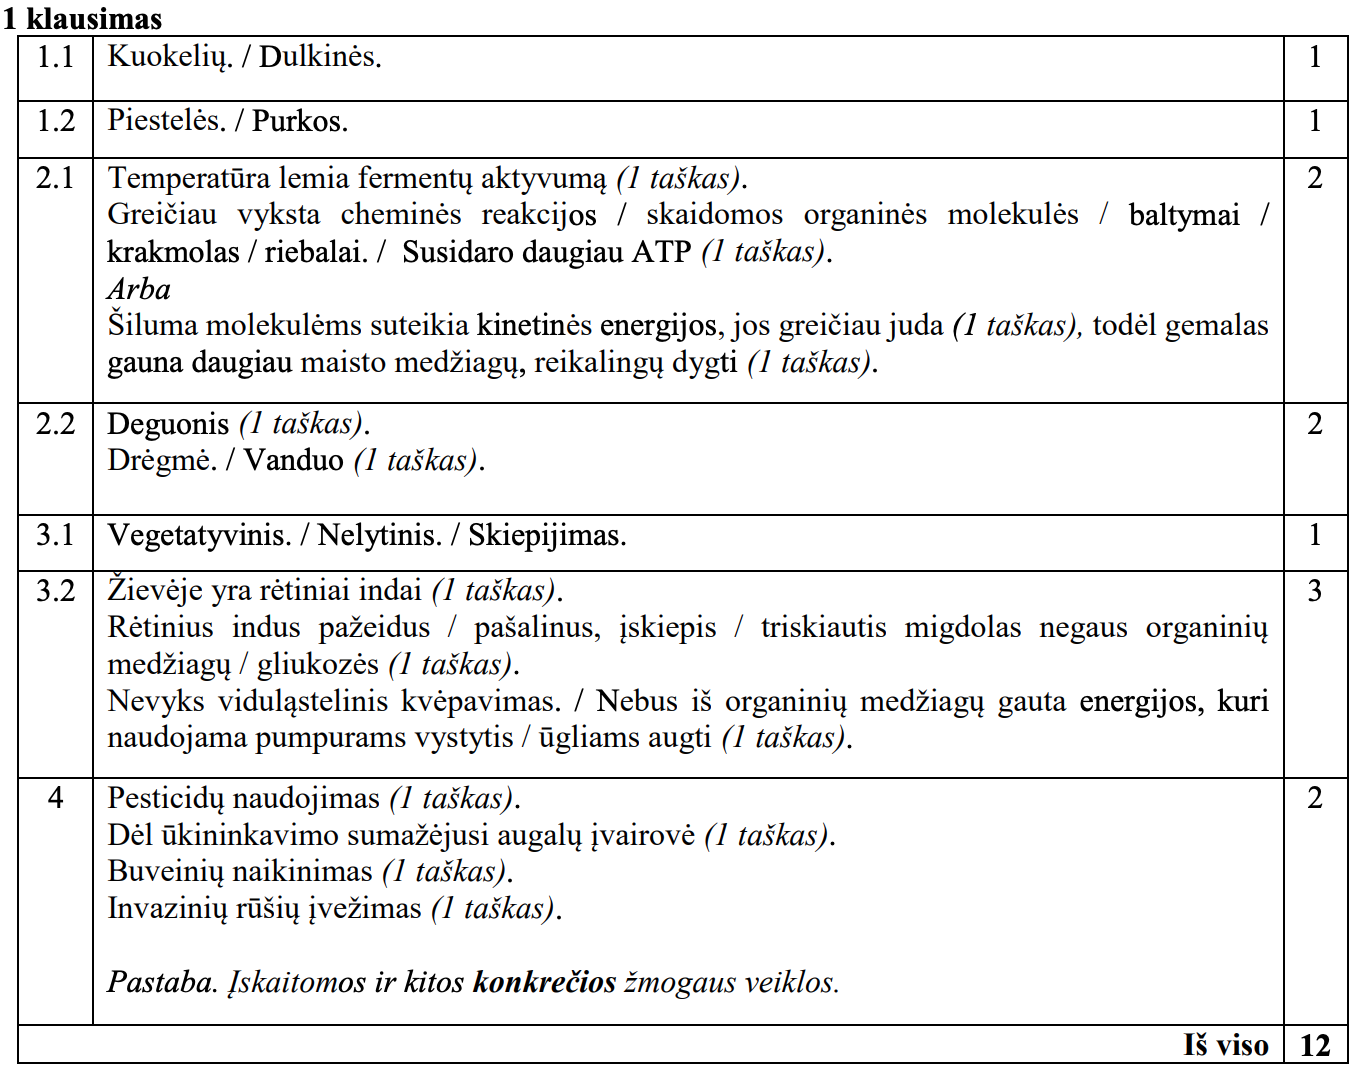 1 klausimas
1.1 Kuokelių. / Dulkinės. 1
1.2 Piestelės. / Purkos. 1
2.1 Temperatūra lemia fermentų aktyvumą (1 taškas). 2
Greičiau vyksta cheminės reakcijos / skaidomos organinės molekulės / baltymai /
krakmolas / riebalai. / Susidaro daugiau ATP (1 taškas).
Arba
Šiluma molekulėms suteikia kinetinės energijos, jos greičiau juda (1 taškas), todėl gemalas
gauna daugiau maisto medžiagų, reikalingų dygti (1 taškas).
2.2 Deguonis (1 taškas). 2
Drėgmė. / Vanduo (1 taškas).
3.1 Vegetatyvinis. / Nelytinis. / Skiepijimas. 1
3.2 Žievėje yra rėtiniai indai (1 taškas). 3
Rėtinius indus pažeidus / pašalinus, įskiepis / triskiautis migdolas negaus organinių
medžiagų / gliukozės (1 taškas).
Nevyks viduląstelinis kvėpavimas. / Nebus iš organinių medžiagų gauta energijos, kuri
naudojama pumpurams vystytis / ūgliams augti (1 taškas).
4 Pesticidų naudojimas (1 taškas). 2
Dėl ūkininkavimo sumažėjusi augalų įvairovė (1 taškas).
Buveinių naikinimas (1 taškas).
Invazinių rūšių įvežimas (1 taškas).
Pastaba. Įskaitomos ir kitos konkrečios žmogaus veiklos.
Iš viso 12